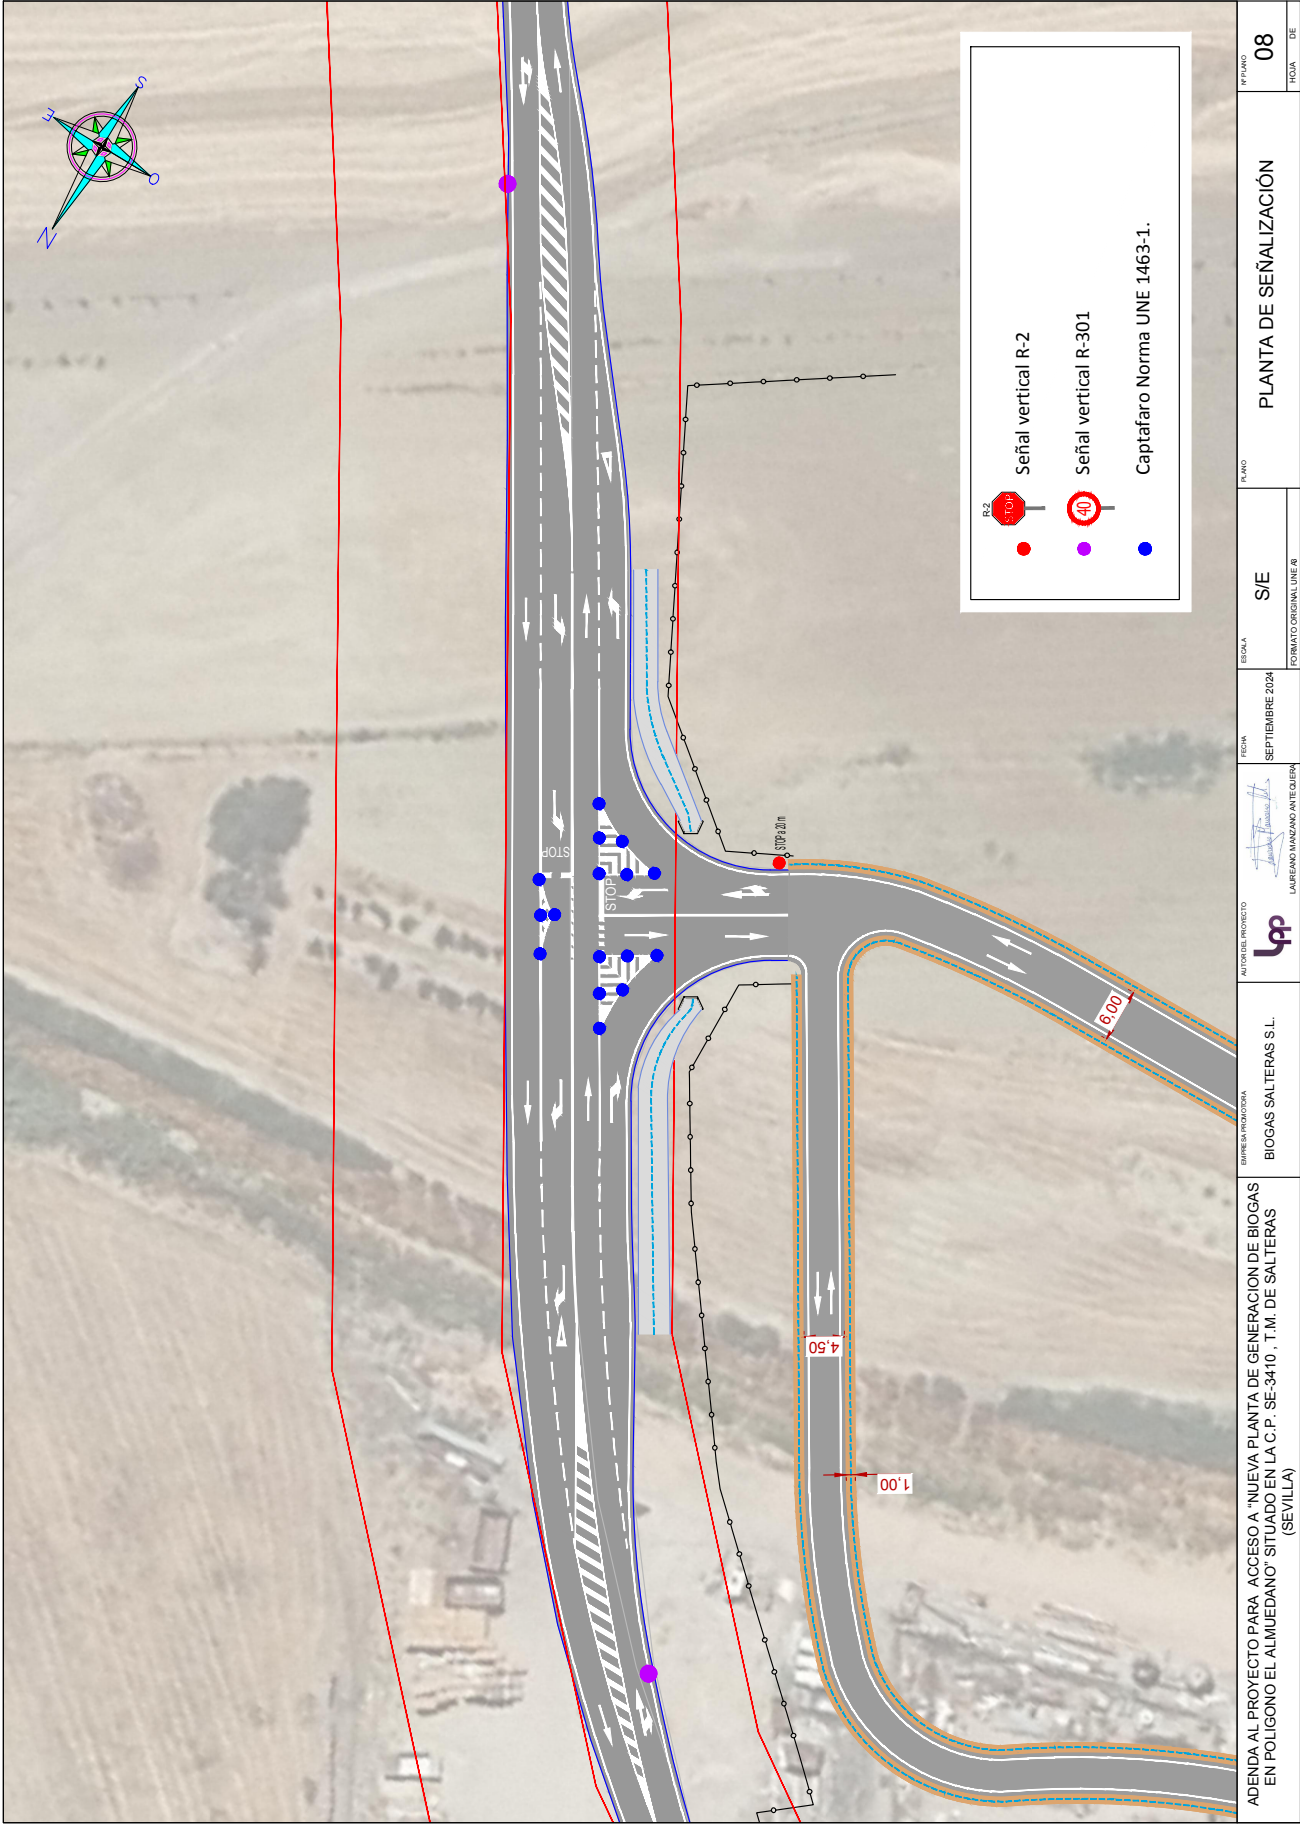 N
E
S
O
STOP
STOP
STOP a 20 m
6,00
4,50
1,00
R-2
STOP
Señal vertical R-2
40
Señal vertical R-301
Captafaro Norma UNE 1463-1.
ADENDA AL PROYECTO PARA ACCESO A "NUEVA PLANTA DE GENERACION DE BIOGAS
EN POLIGONO EL ALMUEDANO" SITUADO EN LA C.P. SE-3410 , T.M. DE SALTERAS
(SEVILLA)
EMPRESA PROMOTORA
BIOGAS SALTERAS S.L.
AUTOR DEL PROYECTO
LAUREANO MANZANO ANTEQUERA
FECHA
SEPTIEMBRE 2024
ESCALA
S/E
FORMATO ORIGINAL UNE A3
PLANO
PLANTA DE SEÑALIZACIÓN
Nº PLANO
08
HOJA DE